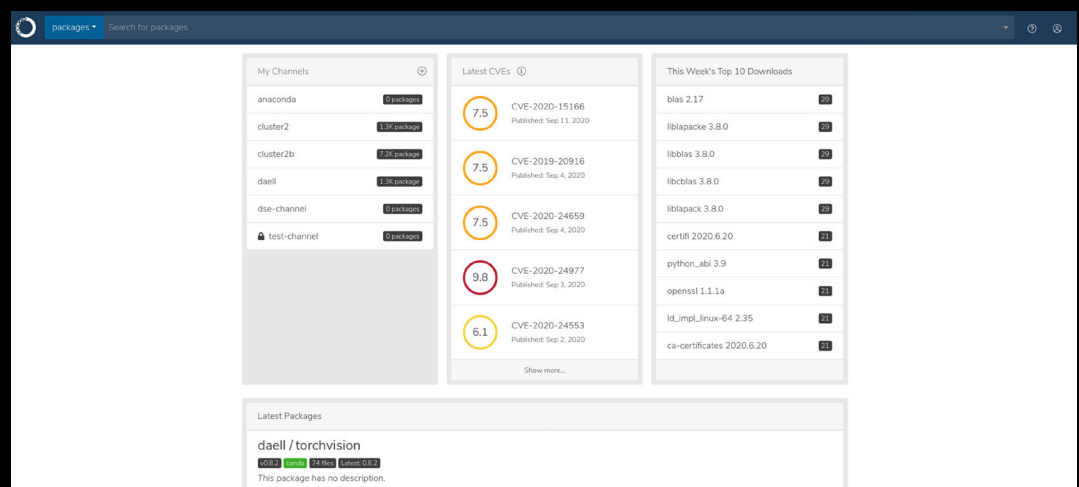 packages
Search for packages
My Channels
anaconda 0 packages
cluster2 1.3K package
cluster2b 7.2K package
daell 1.3K package
dse-channel 0 packages
test-channel 0 packages
Latest CVEs
7.5 CVE-2020-15166
Published: Sep 11, 2020
7.5 CVE-2019-20916
Published: Sep 4, 2020
7.5 CVE-2020-24659
Published: Sep 4, 2020
9.8 CVE-2020-24977
Published: Sep 3, 2020
6.1 CVE-2020-24553
Published: Sep 2, 2020
Show more...
This Week's Top 10 Downloads
blas 2.17 29
liblapacke 3.8.0 29
libblas 3.8.0 29
libcblas 3.8.0 29
liblapack 3.8.0 29
certifi 2020.6.20 21
python_abi 3.9 21
openssl 1.1.1a 21
ld_impl_linux-64 2.35 21
ca-certificates 2020.6.20 21
Latest Packages
daell / torchvision
v0.8.2 conda 74 files Latest: 0.8.2
This package has no description.